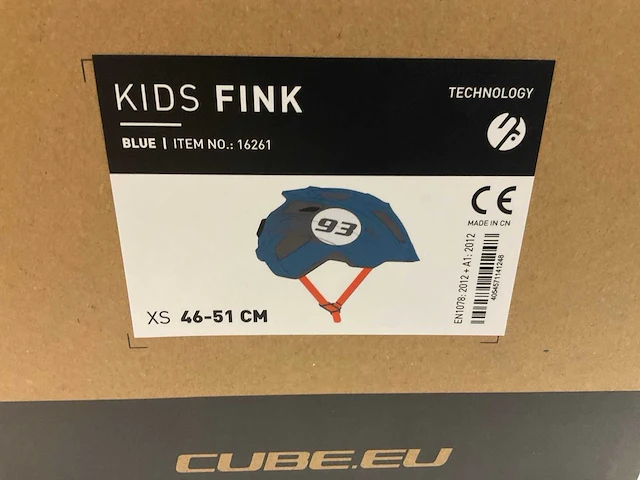 KIDS FINK
TECHNOLOGY
BLUE | ITEM NO.: 16261
93
CE
MADE IN CN
EN1078: 2012 + A1: 2012
4054571141248
XS 46-51 CM
CUBE.EU